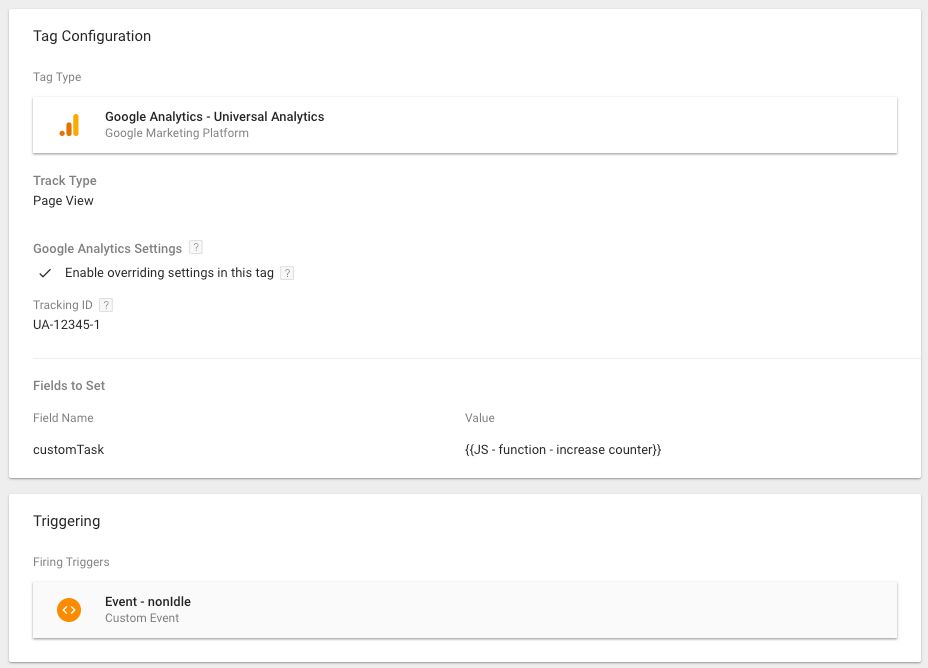 Tag Configuration
Tag Type
Google Analytics - Universal Analytics
Google Marketing Platform
Track Type
Page View
Google Analytics Settings ?
Enable overriding settings in this tag ?
Tracking ID ?
UA-12345-1
Fields to Set
Field Name Value
customTask {{JS - function - increase counter}}
Triggering
Firing Triggers
Event - nonIdle
Custom Event